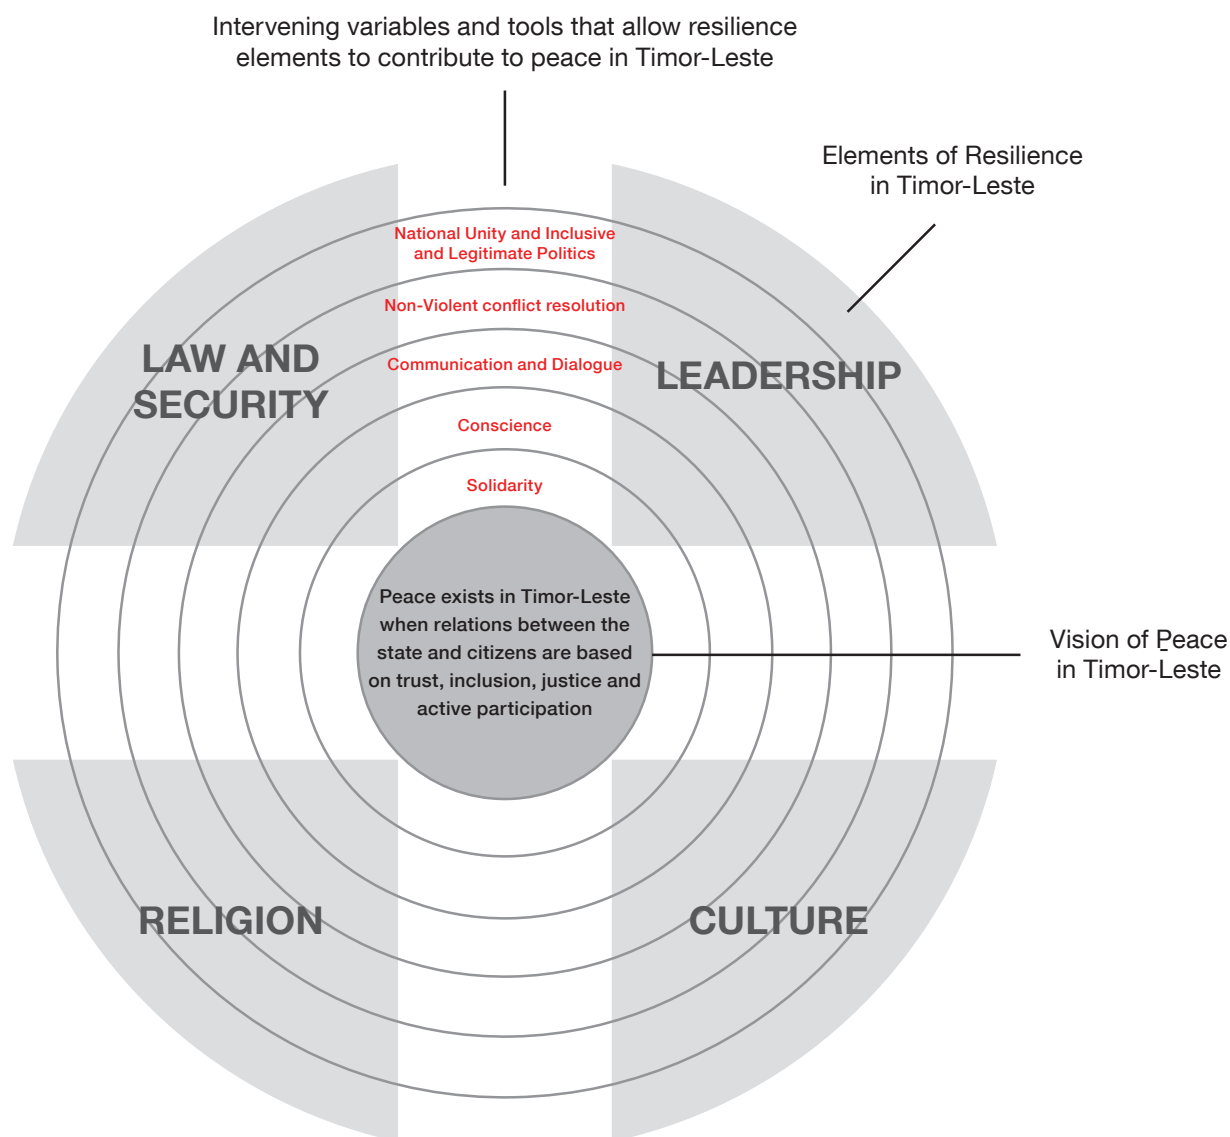 Intervening variables and tools that allow resilience
elements to contribute to peace in Timor-Leste
Elements of Resilience
in Timor-Leste
National Unity and Inclusive
and Legitimate Politics
Non-Violent conflict resolution
Communication and Dialogue
Conscience
Solidarity
LAW AND
SECURITY
LEADERSHIP
Peace exists in Timor-Leste
when relations between the
state and citizens are based
on trust, inclusion, justice and
active participation
Vision of Peace
in Timor-Leste
RELIGION
CULTURE